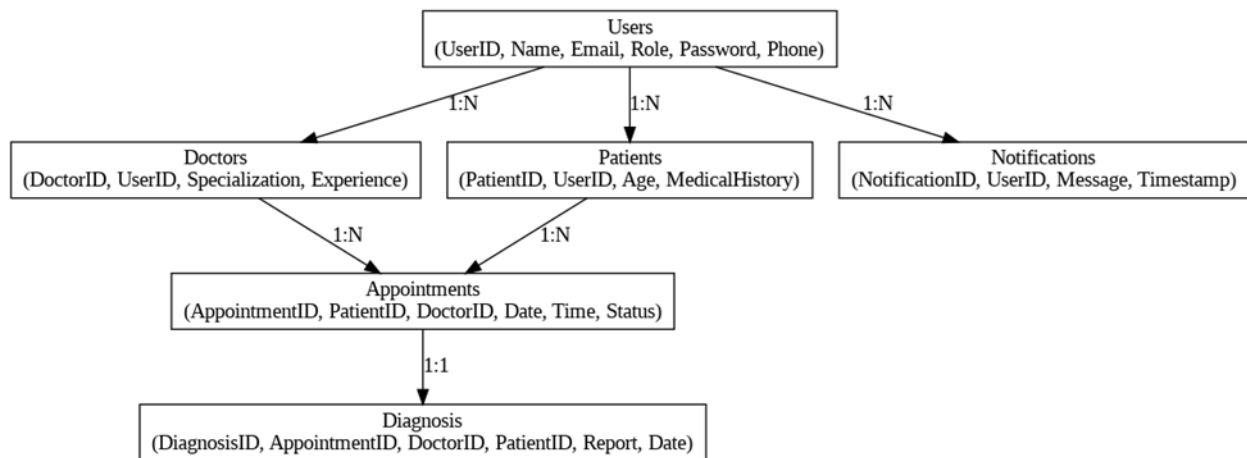 Users
(UserID, Name, Email, Role, Password, Phone)
1:N
1:N
1:N
Doctors
(DoctorID, UserID, Specialization, Experience)
Patients
(PatientID, UserID, Age, MedicalHistory)
Notifications
(NotificationID, UserID, Message, Timestamp)
1:N
1:N
Appointments
(AppointmentID, PatientID, DoctorID, Date, Time, Status)
1:1
Diagnosis
(DiagnosisID, AppointmentID, DoctorID, PatientID, Report, Date)